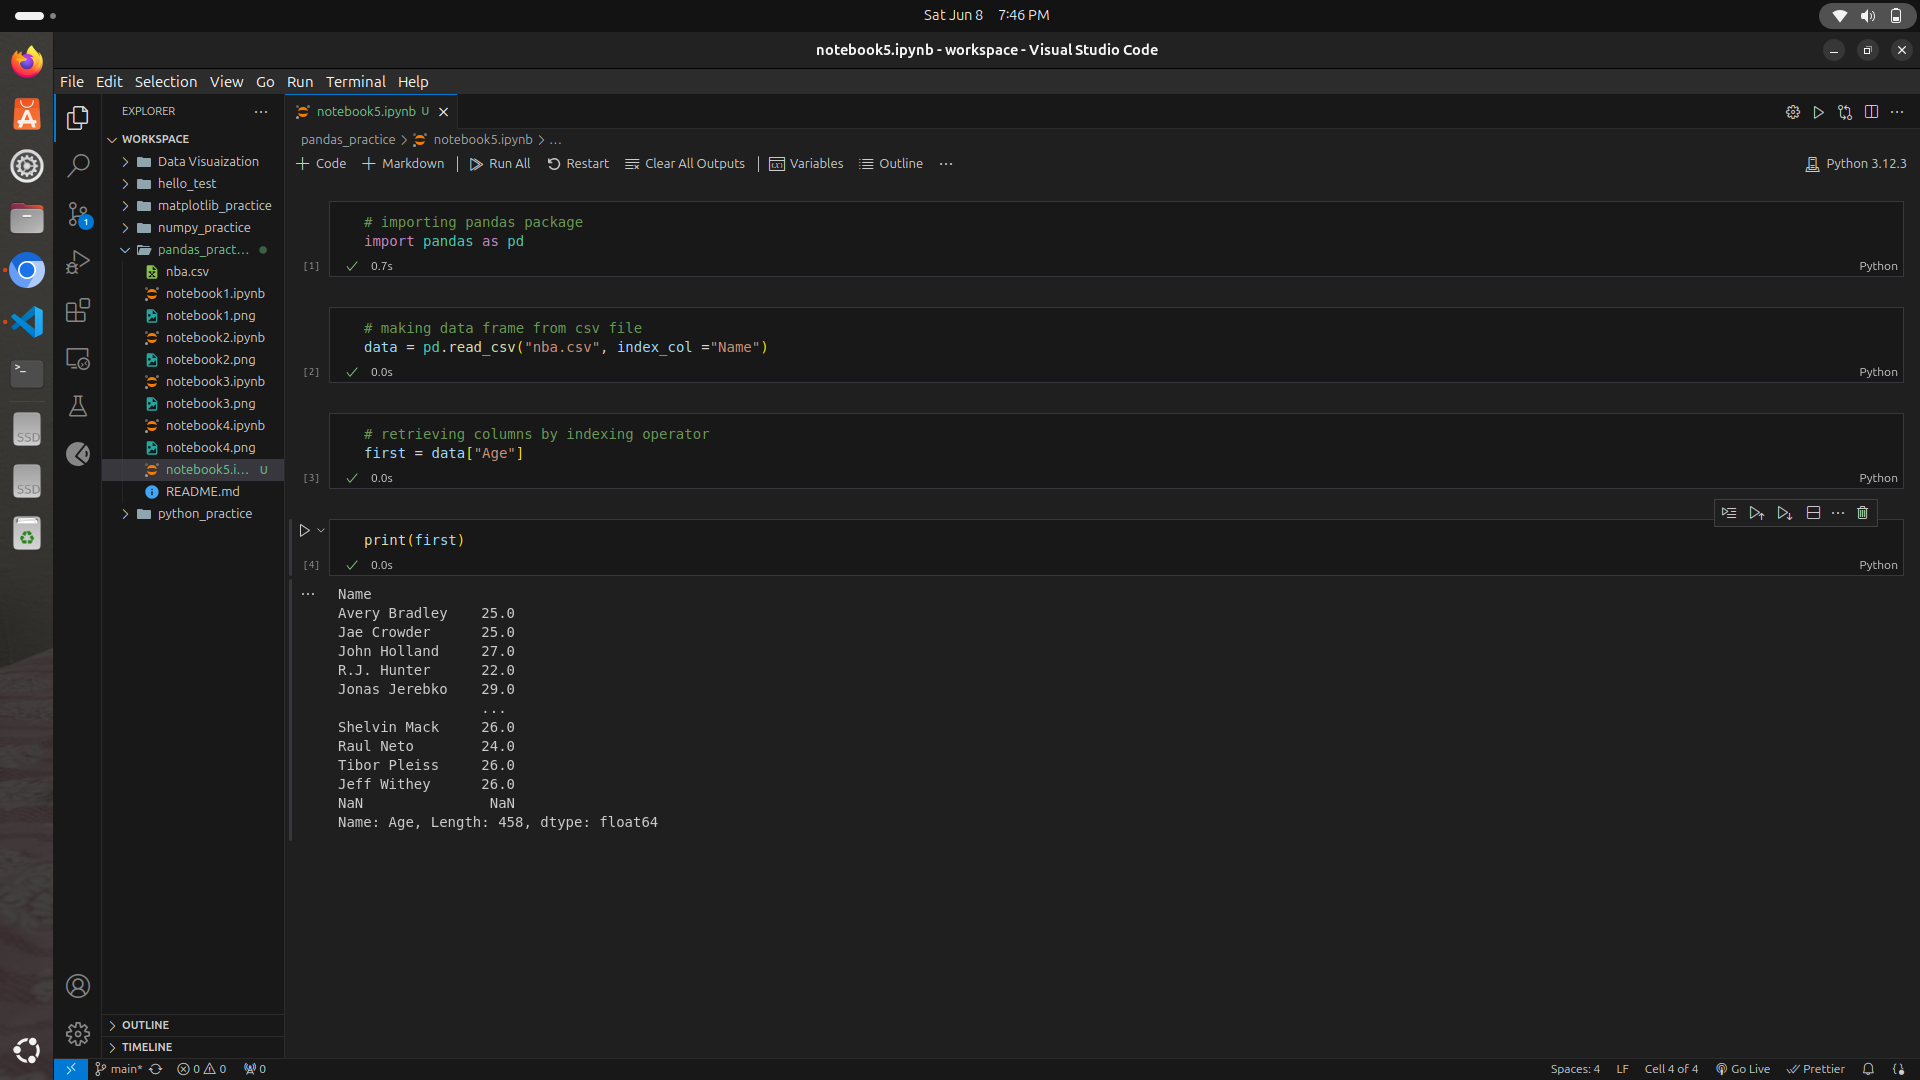 Sat Jun 8 7:46 PM
notebook5.ipynb - workspace - Visual Studio Code
File Edit Selection View Go Run Terminal Help
EXPLORER
WORKSPACE
Data Visuaization
hello_test
matplotlib_practice
numpy_practice
pandas_pract...
nba.csv
notebook1.ipynb
notebook1.png
notebook2.ipynb
notebook2.png
notebook3.ipynb
notebook3.png
notebook4.ipynb
notebook4.png
notebook5.i... U
README.md
python_practice
OUTLINE
TIMELINE
1
SSD
SSD
notebook5.ipynb U
pandas_practice > notebook5.ipynb > ...
+ Code + Markdown | Run All Restart Clear All Outputs | Variables Outline ... Python 3.12.3
# importing pandas package
import pandas as pd
[1] 0.7s Python
# making data frame from csv file
data = pd.read_csv("nba.csv", index_col ="Name")
[2] 0.0s Python
# retrieving columns by indexing operator
first = data["Age"]
[3] 0.0s Python
print(first)
[4] 0.0s Python
Name
Avery Bradley 25.0
Jae Crowder 25.0
John Holland 27.0
R.J. Hunter 22.0
Jonas Jerebko 29.0
...
Shelvin Mack 26.0
Raul Neto 24.0
Tibor Pleiss 26.0
Jeff Withey 26.0
NaN NaN
Name: Age, Length: 458, dtype: float64
main* 0 0 0 Spaces: 4 LF Cell 4 of 4 Go Live Prettier